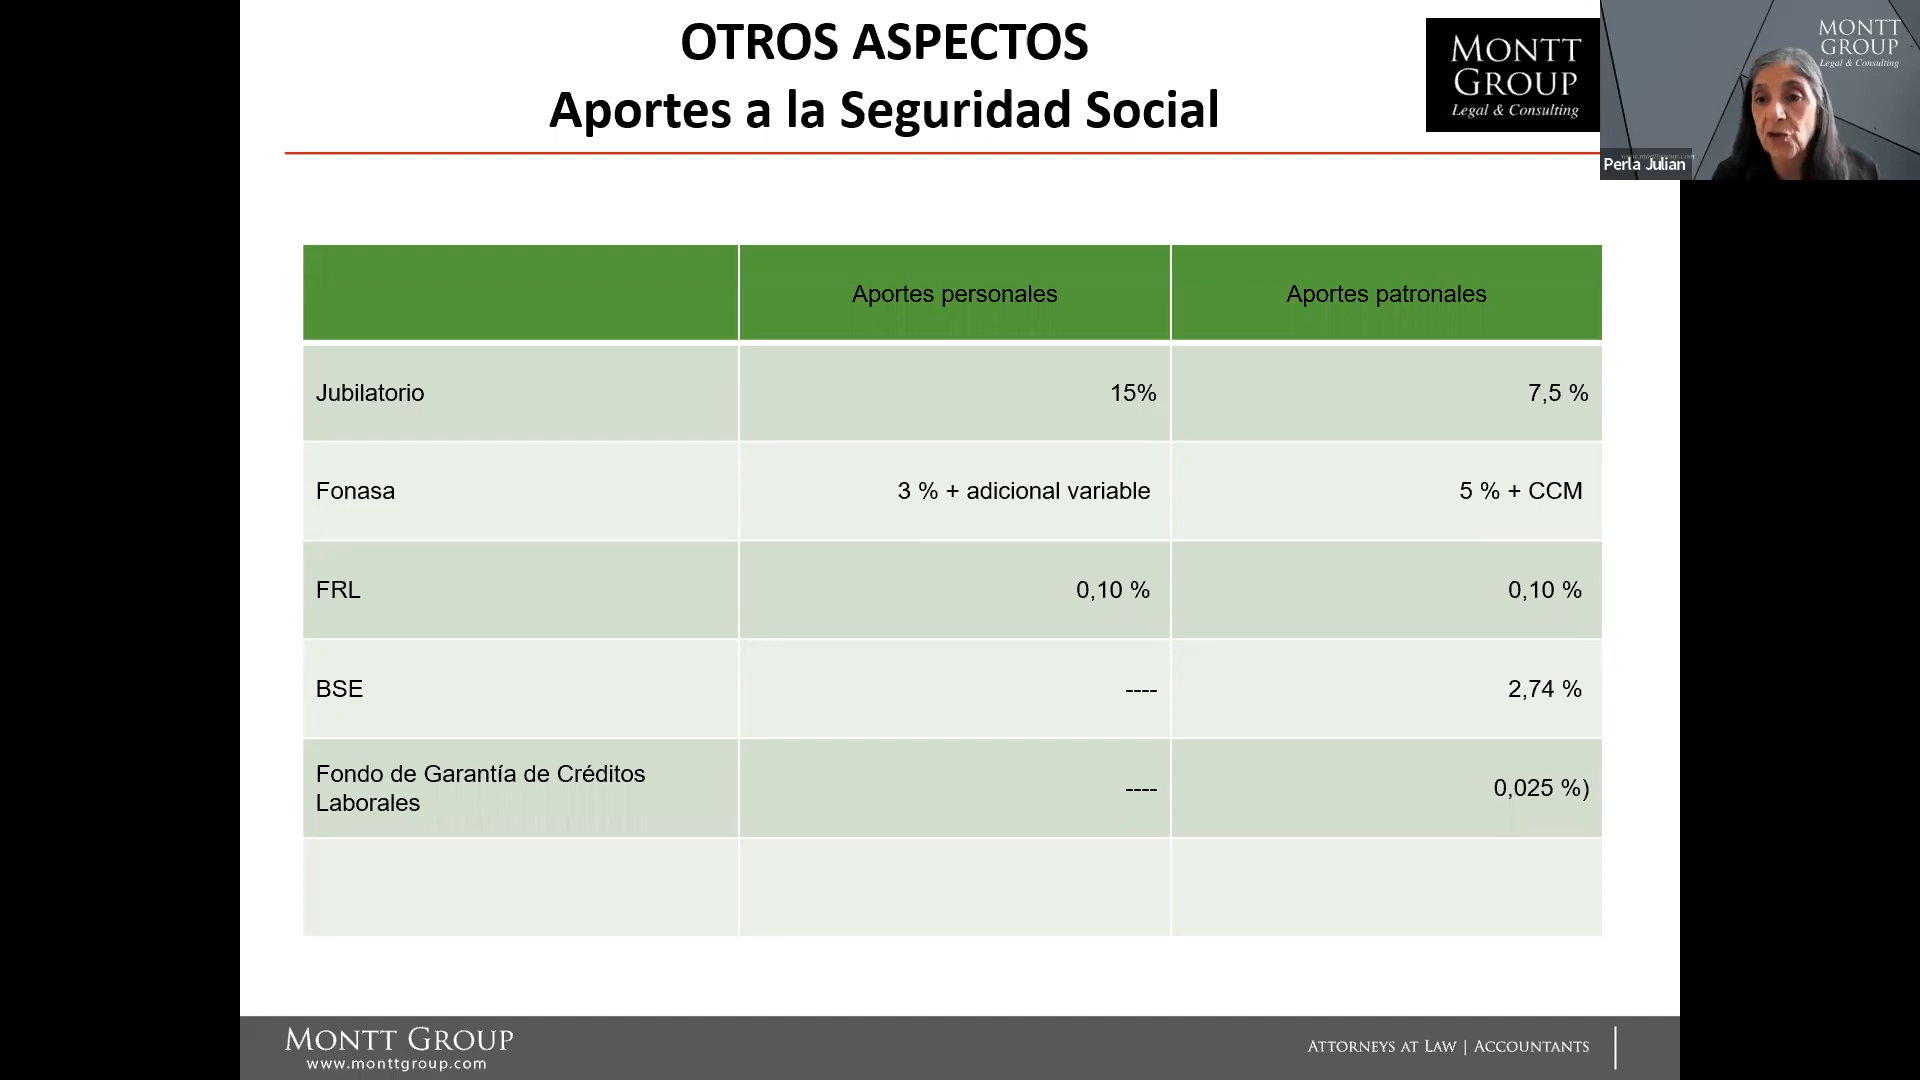 OTROS ASPECTOS
Aportes a la Seguridad Social
MONTT
GROUP
Legal & Consulting
MONTT
GROUP
Legal & Consulting
Perla Julian
Aportes personales
Aportes patronales
Jubilatorio
15%
7,5 %
Fonasa
3 % + adicional variable
5 % + CCM
FRL
0,10 %
0,10 %
BSE
----
2,74 %
Fondo de Garantía de Créditos
Laborales
----
0,025 %)
MONTT GROUP
www.monttgroup.com
ATTORNEYS AT LAW | ACCOUNTANTS